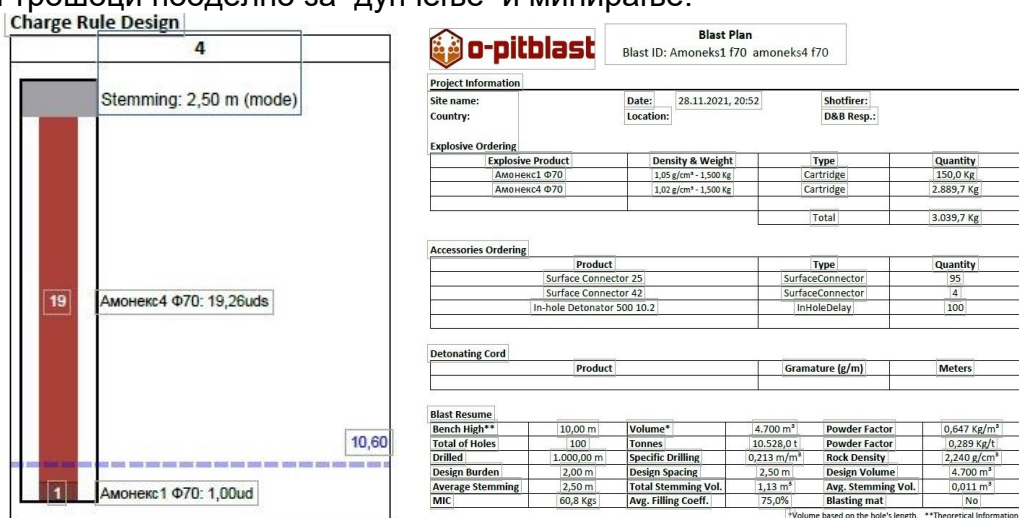 трошоци посделно за дупчење и минирање.
Charge Rule Design
4
Stemming: 2,50 m (mode)
19
Амонекс4 Ф70: 19,26uds
10,60
1
Амонекс1 Ф70: 1,00ud
o-pitblast
Blast Plan
Blast ID: Amoneks1 f70 amoneks4 f70
Project Information
Site name: Date: 28.11.2021, 20:52 Shotfirer:
Country: Location: D&B Resp.:
Explosive Ordering
Explosive Product Density & Weight Type Quantity
Амонекс1 Ф70 1,05 g/cm³ - 1,500 Kg Cartridge 150,0 Kg
Амонекс4 Ф70 1,02 g/cm³ - 1,500 Kg Cartridge 2.889,7 Kg
Total 3.039,7 Kg
Accessories Ordering
Product Type Quantity
Surface Connector 25 SurfaceConnector 95
Surface Connector 42 SurfaceConnector 4
In-hole Detonator 500 10.2 InHoleDelay 100
Detonating Cord
Product Gramature (g/m) Meters
Blast Resume
Bench High** 10,00 m Volume* 4.700 m³ Powder Factor 0,647 Kg/m³
Total of Holes 100 Tonnes 10.528,0 t Powder Factor 0,289 Kg/t
Drilled 1.000,00 m Specific Drilling 0,213 m/m³ Rock Density 2,240 g/cm³
Design Burden 2,00 m Design Spacing 2,50 m Design Volume 4.700 m³
Average Stemming 2,50 m Total Stemming Vol. 1,13 m³ Avg. Stemming Vol. 0,011 m³
MIC 60,8 Kgs Avg. Filling Coeff. 75,0% Blasting mat No
*Volume based on the hole's length. **Theoretical Information